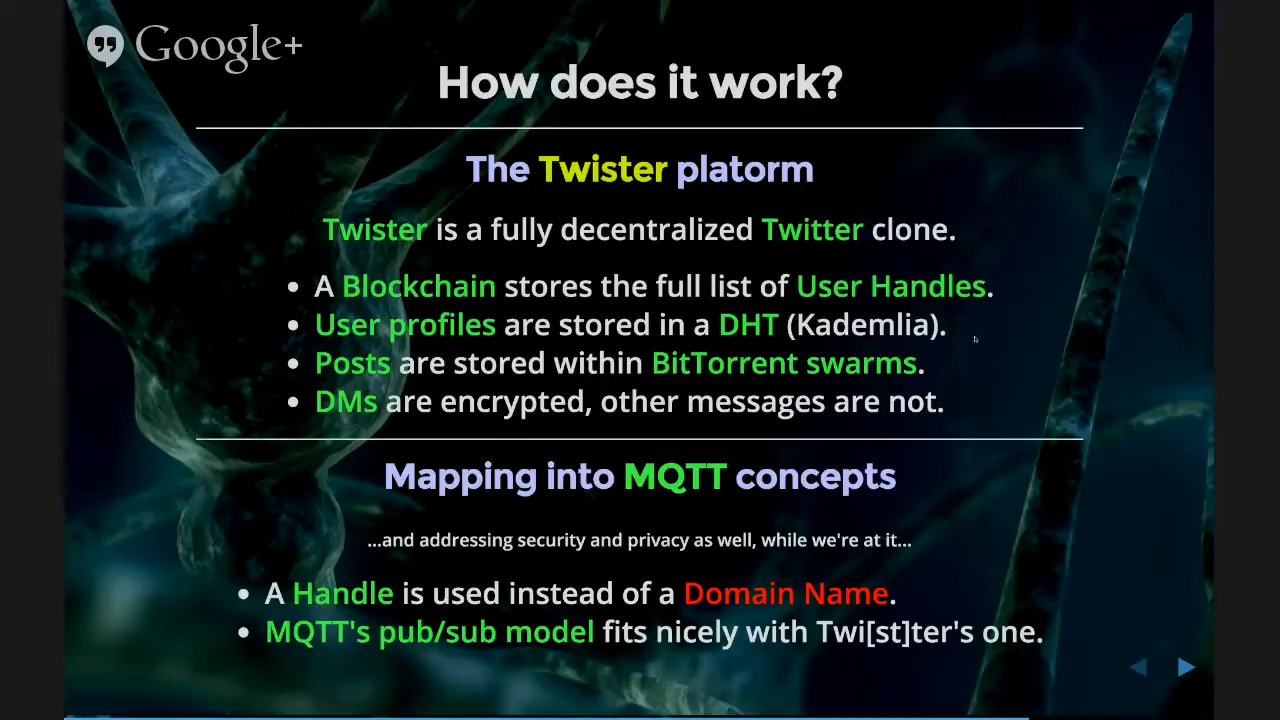 Google+
How does it work?
The Twister platorm
Twister is a fully decentralized Twitter clone.
• A Blockchain stores the full list of User Handles.
• User profiles are stored in a DHT (Kademlia).
• Posts are stored within BitTorrent swarms.
• DMs are encrypted, other messages are not.
Mapping into MQTT concepts
...and addressing security and privacy as well, while we're at it...
• A Handle is used instead of a Domain Name.
• MQTT's pub/sub model fits nicely with Twi[st]ter's one.